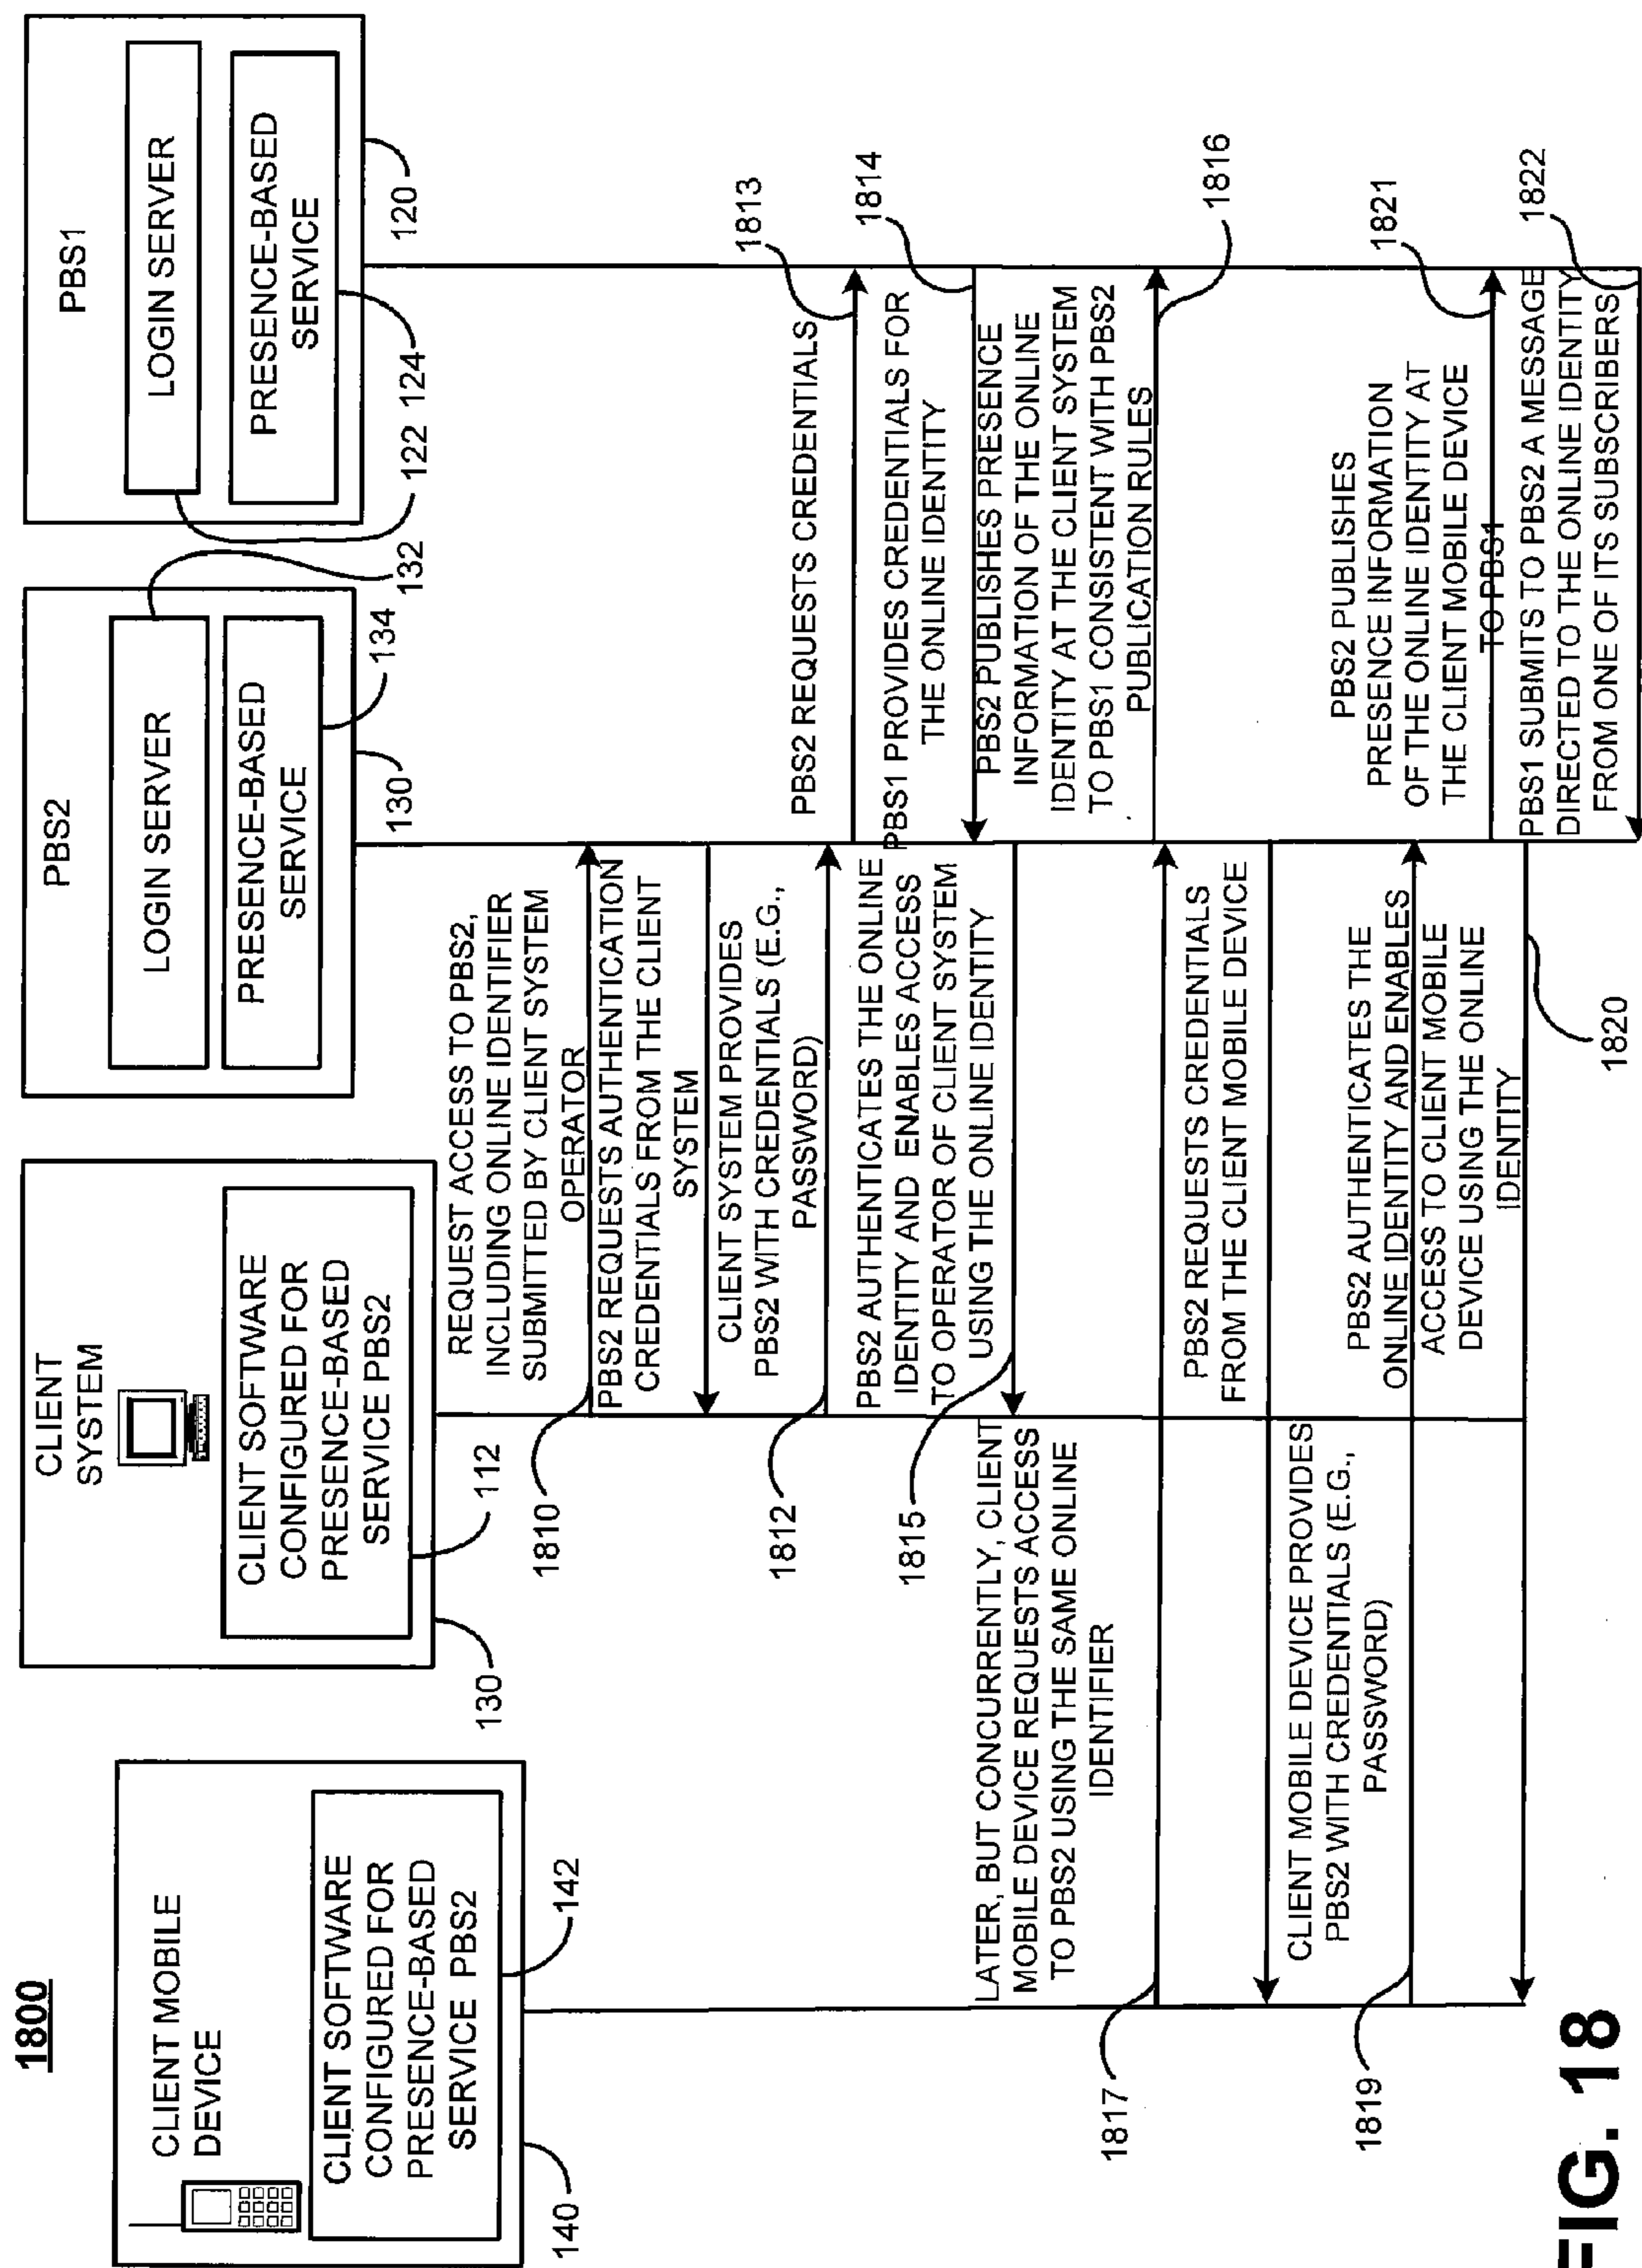 1800
CLIENT MOBILE
DEVICE
CLIENT SOFTWARE
CONFIGURED FOR
PRESENCE-BASED
SERVICE PBS2
142
140
CLIENT
SYSTEM
CLIENT SOFTWARE
CONFIGURED FOR
PRESENCE-BASED
SERVICE PBS2
112
130
PBS2
LOGIN SERVER
PRESENCE-BASED
SERVICE
132
134
130
PBS1
LOGIN SERVER
PRESENCE-BASED
SERVICE
122
124
120
REQUEST ACCESS TO PBS2,
INCLUDING ONLINE IDENTIFIER
SUBMITTED BY CLIENT SYSTEM
OPERATOR
1810
PBS2 REQUESTS AUTHENTICATION
CREDENTIALS FROM THE CLIENT
SYSTEM
CLIENT SYSTEM PROVIDES
PBS2 WITH CREDENTIALS (E.G.,
PASSWORD)
1812
PBS2 REQUESTS CREDENTIALS
1813
PBS1 PROVIDES CREDENTIALS FOR
THE ONLINE IDENTITY
1814
PBS2 AUTHENTICATES THE ONLINE
IDENTITY AND ENABLES ACCESS
TO OPERATOR OF CLIENT SYSTEM
USING THE ONLINE IDENTITY
1815
PBS2 PUBLISHES PRESENCE
INFORMATION OF THE ONLINE
IDENTITY AT THE CLIENT SYSTEM
TO PBS1 CONSISTENT WITH PBS2
PUBLICATION RULES
1816
LATER, BUT CONCURRENTLY, CLIENT
MOBILE DEVICE REQUESTS ACCESS
TO PBS2 USING THE SAME ONLINE
IDENTIFIER
1817
PBS2 REQUESTS CREDENTIALS
FROM THE CLIENT MOBILE DEVICE
CLIENT MOBILE DEVICE PROVIDES
PBS2 WITH CREDENTIALS (E.G.,
PASSWORD)
1819
PBS2 AUTHENTICATES THE
ONLINE IDENTITY AND ENABLES
ACCESS TO CLIENT MOBILE
DEVICE USING THE ONLINE
IDENTITY
1820
PBS2 PUBLISHES
PRESENCE INFORMATION
OF THE ONLINE IDENTITY AT
THE CLIENT MOBILE DEVICE
TO PBS1
1821
PBS1 SUBMITS TO PBS2 A MESSAGE
DIRECTED TO THE ONLINE IDENTITY
FROM ONE OF ITS SUBSCRIBERS
1822
FIG. 18